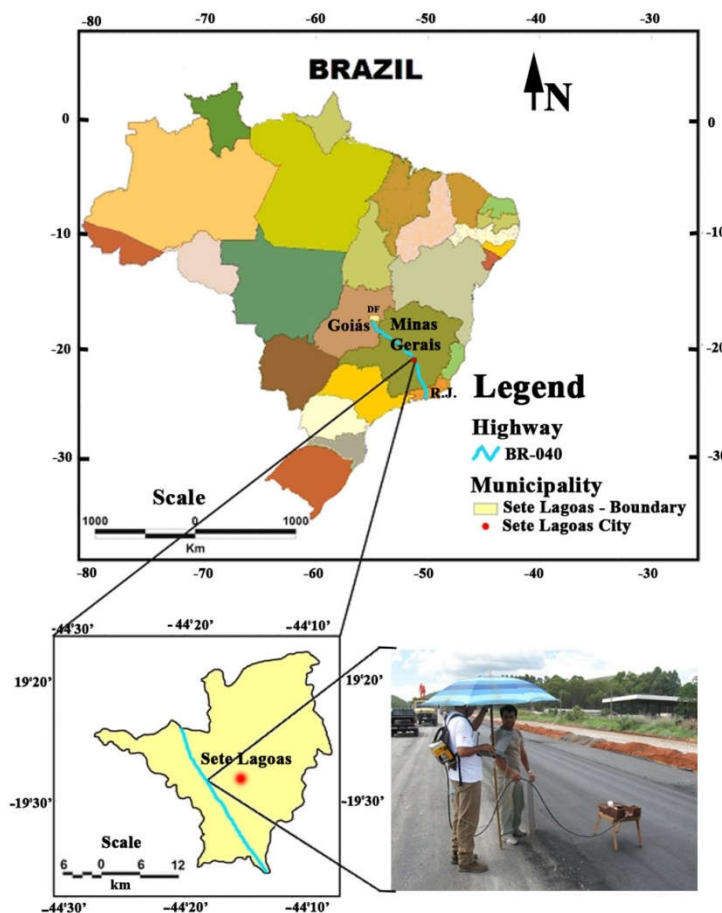 -80 -70 -60 -50 -40 -30
BRAZIL
N
0 0
-10 -10
DF
Goiás Minas
Gerais
-20 -20
R.J.
Legend
Highway
BR-040
-30 -30
Municipality
Sete Lagoas - Boundary
Sete Lagoas City
Scale
1000 0 1000
Km
-80 -70 -60 -50 -40 -30
-44'30' -44'20' -44'10'
19'20' 19'20'
Sete Lagoas
-19'30' -19'30'
Scale
6 0 6 12
km
-44'30' -44'20' -44'10'